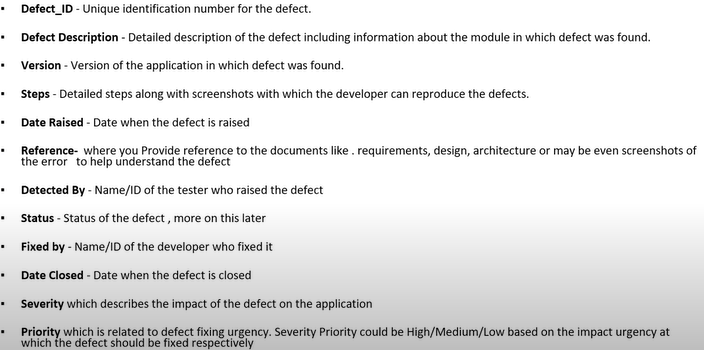 ▪ Defect_ID - Unique identification number for the defect.
▪ Defect Description - Detailed description of the defect including information about the module in which defect was found.
▪ Version - Version of the application in which defect was found.
▪ Steps - Detailed steps along with screenshots with which the developer can reproduce the defects.
▪ Date Raised - Date when the defect is raised
▪ Reference- where you Provide reference to the documents like . requirements, design, architecture or may be even screenshots of
the error to help understand the defect
▪ Detected By - Name/ID of the tester who raised the defect
▪ Status - Status of the defect , more on this later
▪ Fixed by - Name/ID of the developer who fixed it
▪ Date Closed - Date when the defect is closed
▪ Severity which describes the impact of the defect on the application
▪ Priority which is related to defect fixing urgency. Severity Priority could be High/Medium/Low based on the impact urgency at
which the defect should be fixed respectively